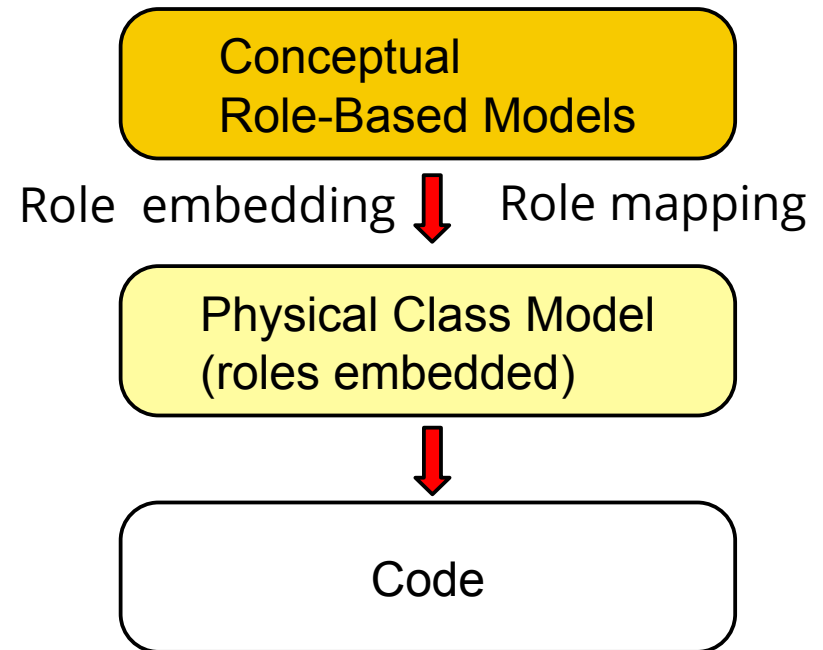 Conceptual
Role-Based Models
Role embedding Role mapping
Physical Class Model
(roles embedded)
Code